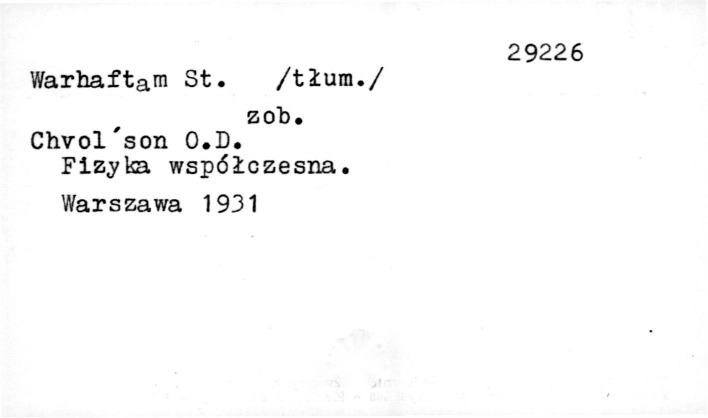 29226
Warhaftam St. /tłum./
zob.
Chvol´son O.D.
Fizyka współczesna.
Warszawa 1931